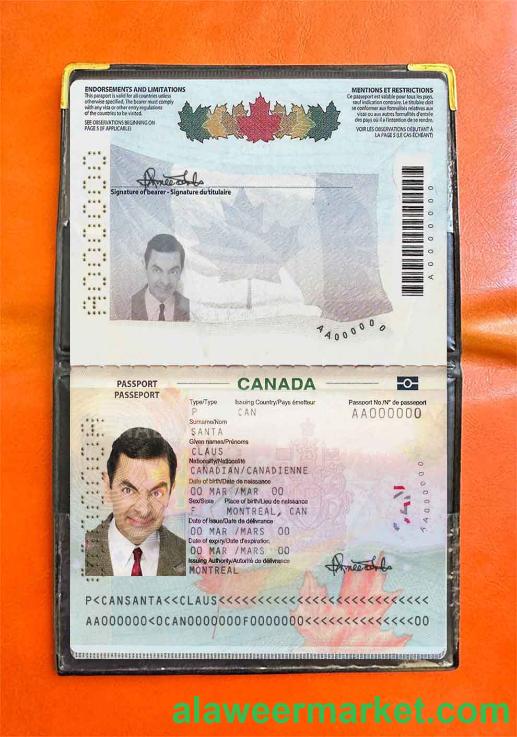 ENDORSEMENTS AND LIMITATIONS
This passport is valid for all countries unless
otherwise specified. The bearer must comply
with any visa or other entry regulations
of the countries to be visited.
SEE OBSERVATIONS BEGINNING ON
PAGE 5 (IF APPLICABLE)
MENTIONS ET RESTRICTIONS
Ce passeport est valable pour tous les pays,
sauf indication contraire. Le titulaire doit
se conformer aux formalités relatives aux
visas ou aux autres formalités d'entrée
des pays où il a l'intention de se rendre.
VOIR LES OBSERVATIONS DÉBUTANT À
LA PAGE 5 (LE CAS ÉCHÉANT)
Signature of bearer - Signature du titulaire
AA000000
AA000000
PASSPORT
PASSEPORT
CANADA
Type/Type Issuing Country/Pays émetteur Passport No./N° de passeport
P CAN AA000000
Surname/Nom
SANTA
Given names/Prénoms
CLAUS
Nationality/Nationalité
CANADIAN/CANADIENNE
Date of birth/Date de naissance
00 MAR /MAR 00
Sex/Sexe Place of birth/Lieu de naissance
F MONTREAL, CAN
Date of issue/Date de délivrance
00 MAR /MARS 00
Date of expiry/Date d'expiration
00 MAR /MARS 00
Issuing Authority/Autorité de délivrance
MONTREAL
AA000000
P<CANSANTA<<CLAUS<<<<<<<<<<<<<<<<<<<<<<<<<<<
AA000000<0CAN0000000F0000000<<<<<<<<<<<<<<00
alaweermarket.com